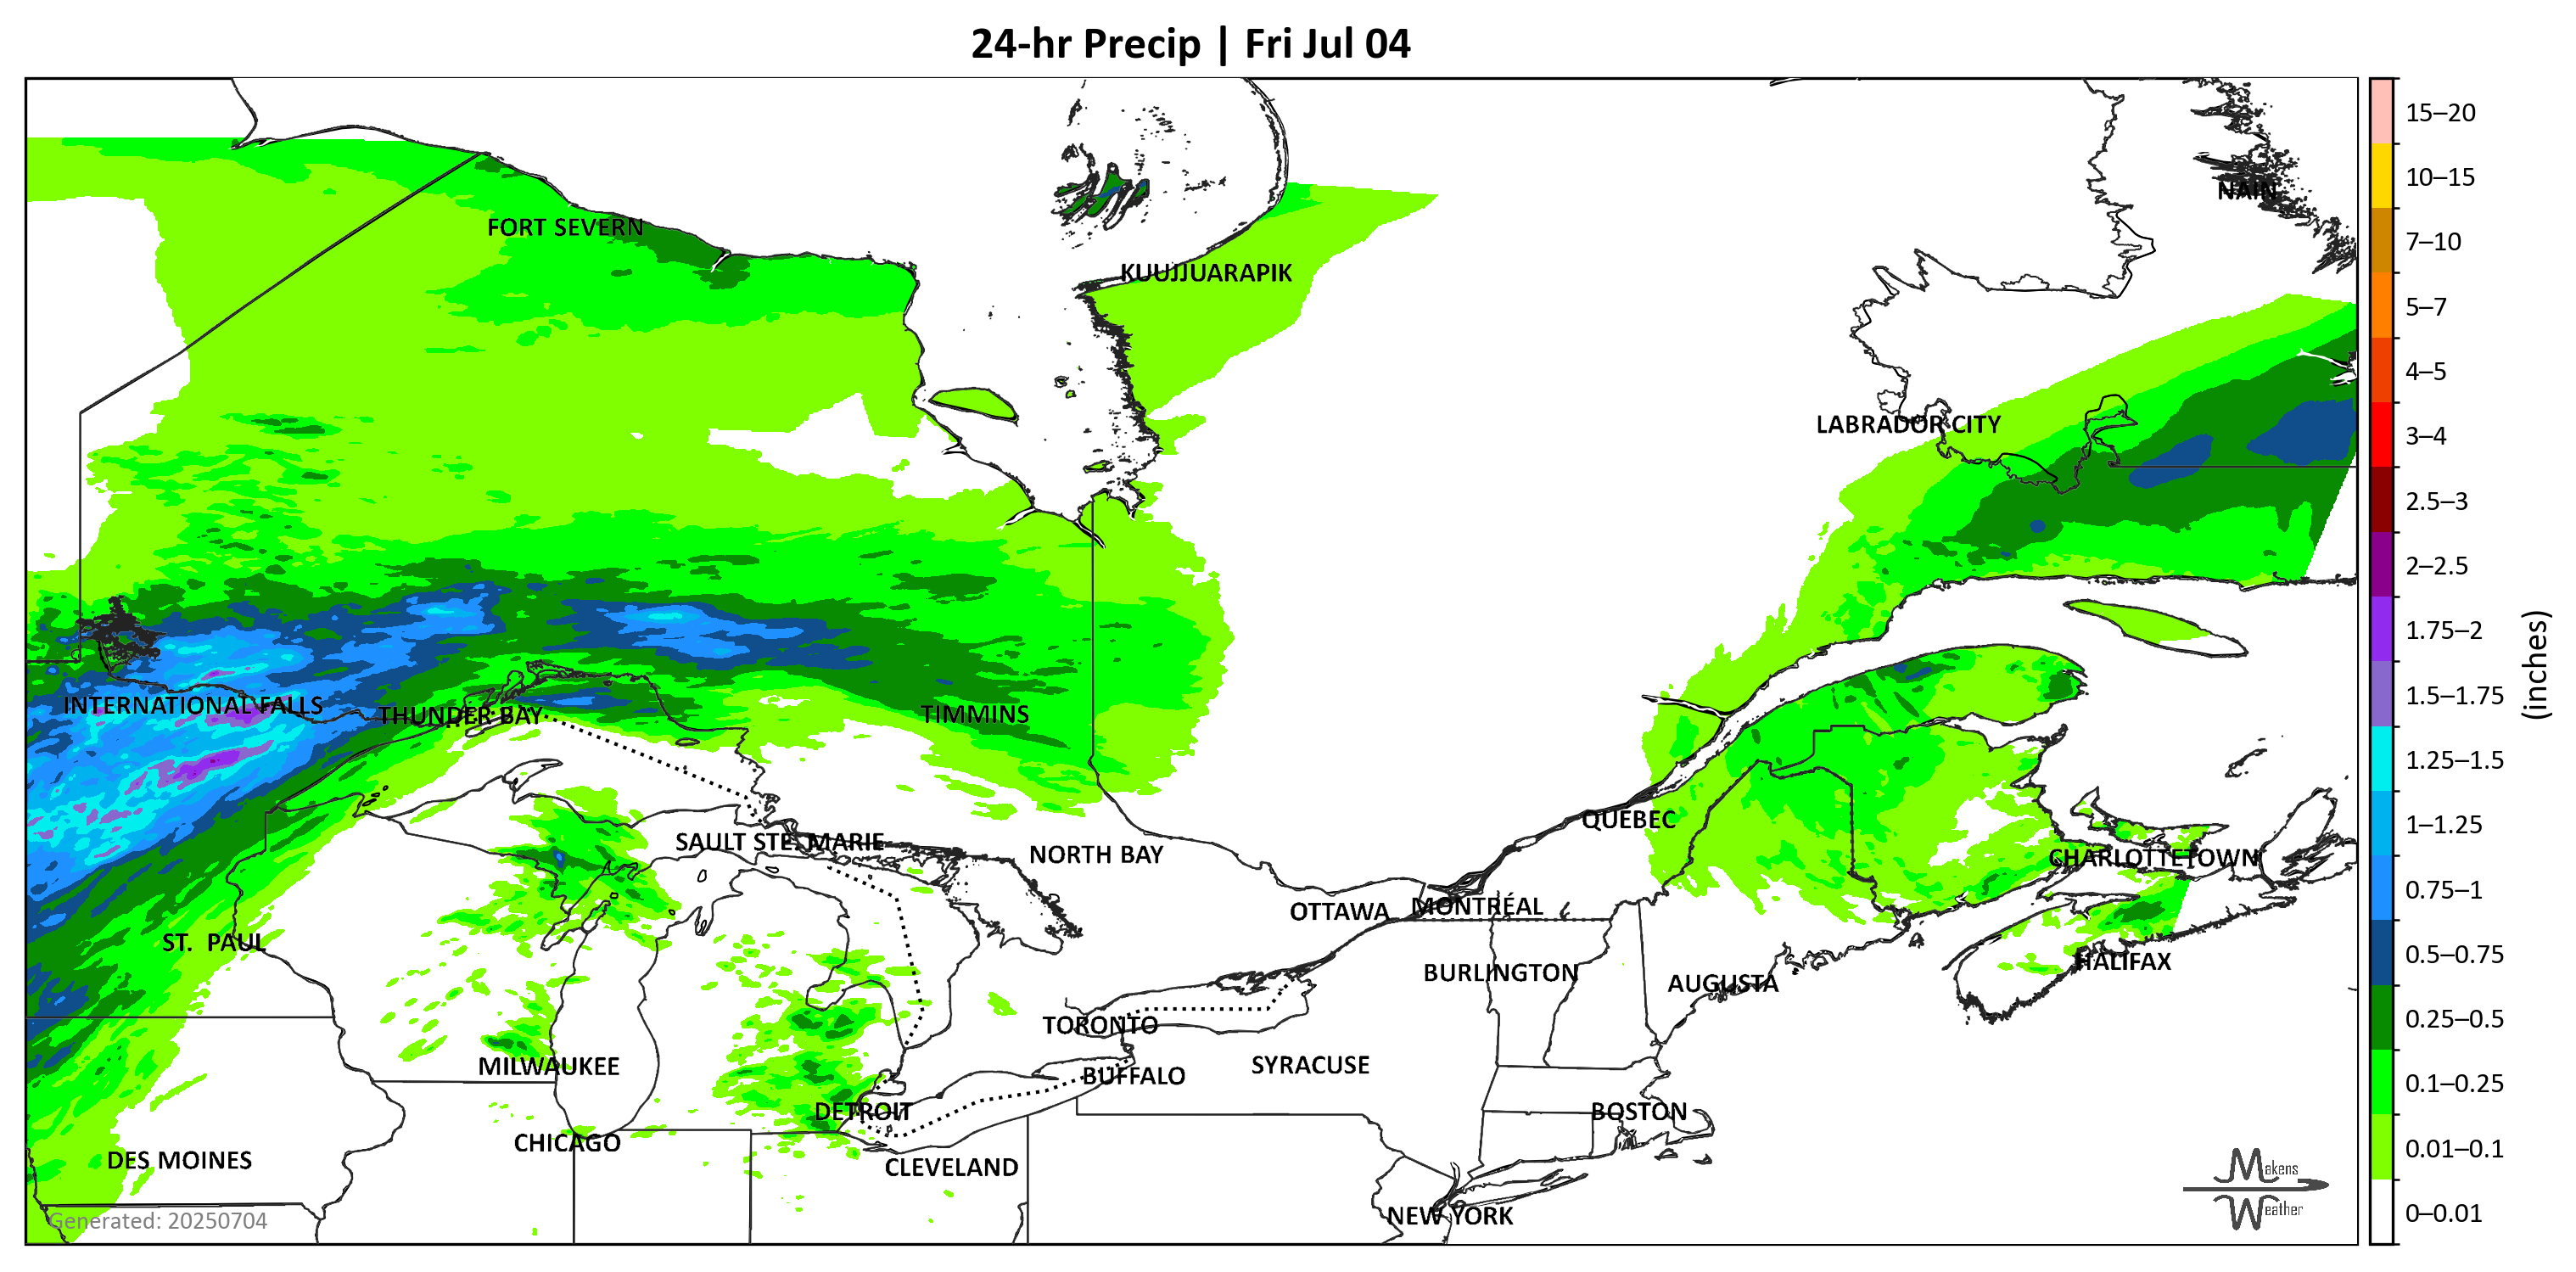 24-hr Precip | Fri Jul 04
15–20
10–15
7–10
5–7
4–5
3–4
2.5–3
2–2.5
1.75–2
1.5–1.75
1.25–1.5
1–1.25
0.75–1
0.5–0.75
0.25–0.5
0.1–0.25
0.01–0.1
0–0.01
(inches)
NAIN
FORT SEVERN
KUUJJUARAPIK
LABRADOR CITY
INTERNATIONAL FALLS
THUNDER BAY
TIMMINS
QUÉBEC
SAULT STE. MARIE
NORTH BAY
CHARLOTTETOWN
OTTAWA
MONTRÉAL
ST. PAUL
HALIFAX
BURLINGTON
AUGUSTA
TORONTO
MILWAUKEE
BUFFALO
SYRACUSE
DETROIT
BOSTON
CHICAGO
DES MOINES
CLEVELAND
NEW YORK
Makens
Weather
Generated: 20250704